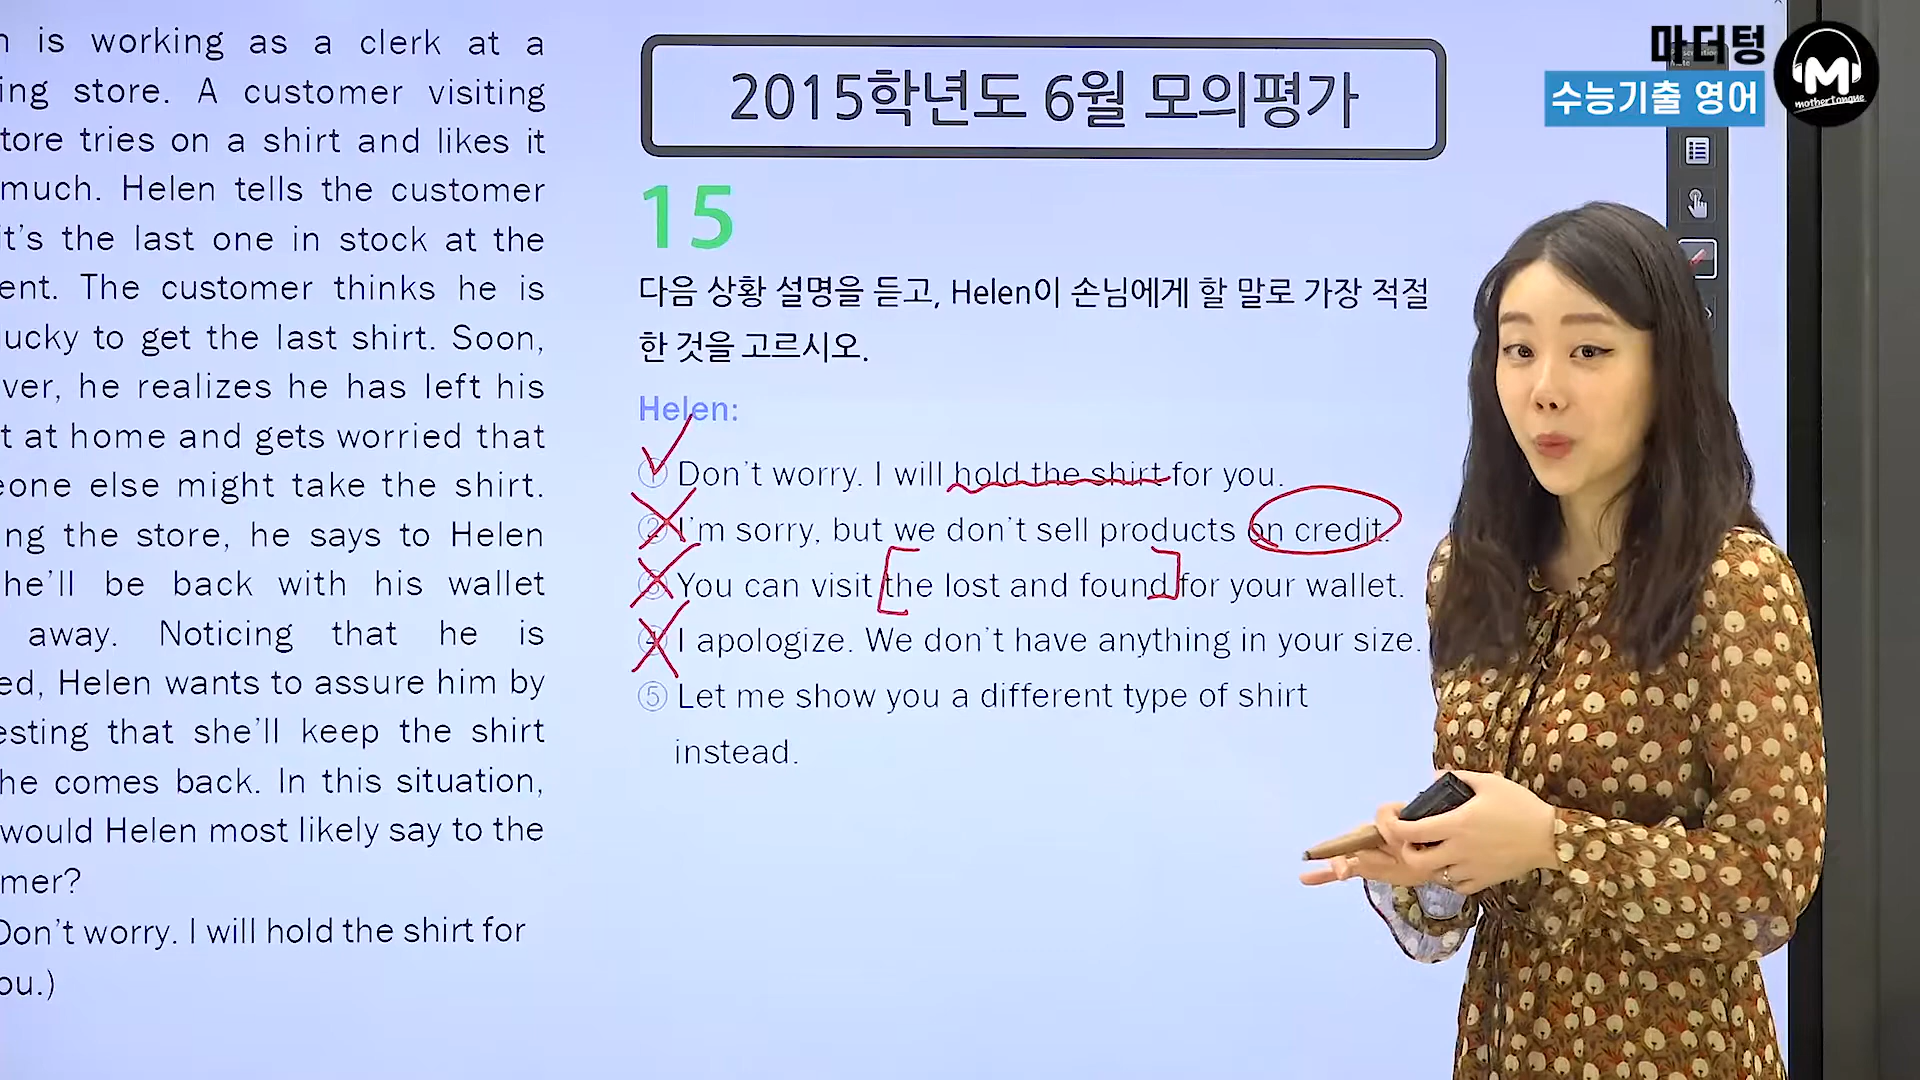 is working as a clerk at a
store. A customer visiting
tries on a shirt and likes it
much. Helen tells the customer
it's the last one in stock at the
The customer thinks he is
to get the last shirt. Soon,
he realizes he has left his
at home and gets worried that
else might take the shirt.
the store, he says to Helen
he'll be back with his wallet
away. Noticing that he is
Helen wants to assure him by
that she'll keep the shirt
he comes back. In this situation,
would Helen most likely say to the
Don't worry. I will hold the shirt for
2015학년도 6월 모의평가
15
다음 상황 설명을 듣고, Helen이 손님에게 할 말로 가장 적절
한 것을 고르시오.
Helen:
① Don't worry. I will hold the shirt for you.
② I'm sorry, but we don't sell products on credit.
③ You can visit the lost and found for your wallet.
④ I apologize. We don't have anything in your size.
⑤ Let me show you a different type of shirt
instead.
마더텅
수능기출 영어
M
mothertongue